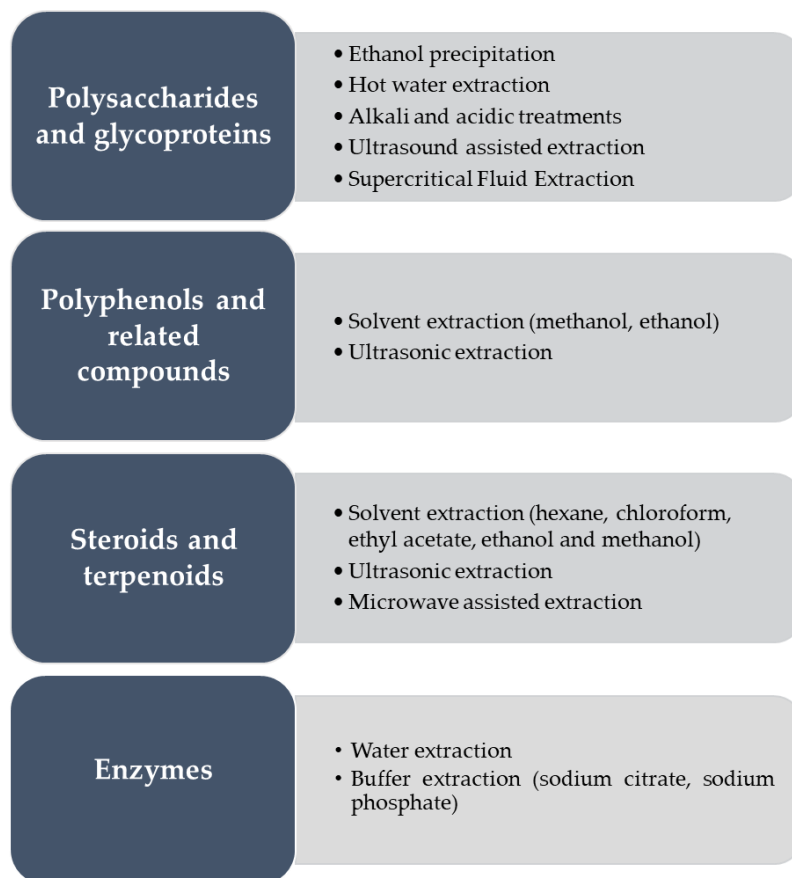 Polysaccharides
and glycoproteins
• Ethanol precipitation
• Hot water extraction
• Alkali and acidic treatments
• Ultrasound assisted extraction
• Supercritical Fluid Extraction
Polyphenols and
related
compounds
• Solvent extraction (methanol, ethanol)
• Ultrasonic extraction
Steroids and
terpenoids
• Solvent extraction (hexane, chloroform,
ethyl acetate, ethanol and methanol)
• Ultrasonic extraction
• Microwave assisted extraction
Enzymes
• Water extraction
• Buffer extraction (sodium citrate, sodium
phosphate)